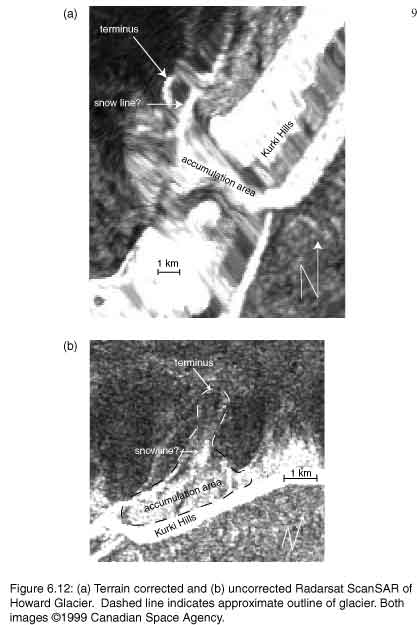 (a)
9
terminus
snow line?
Kurki Hills
accumulation area
1 km
N
(b)
terminus
snowline?
1 km
accumulation area
Kurki Hills
N
Figure 6.12: (a) Terrain corrected and (b) uncorrected Radarsat ScanSAR of
Howard Glacier.  Dashed line indicates approximate outline of glacier. Both
images ©1999 Canadian Space Agency.